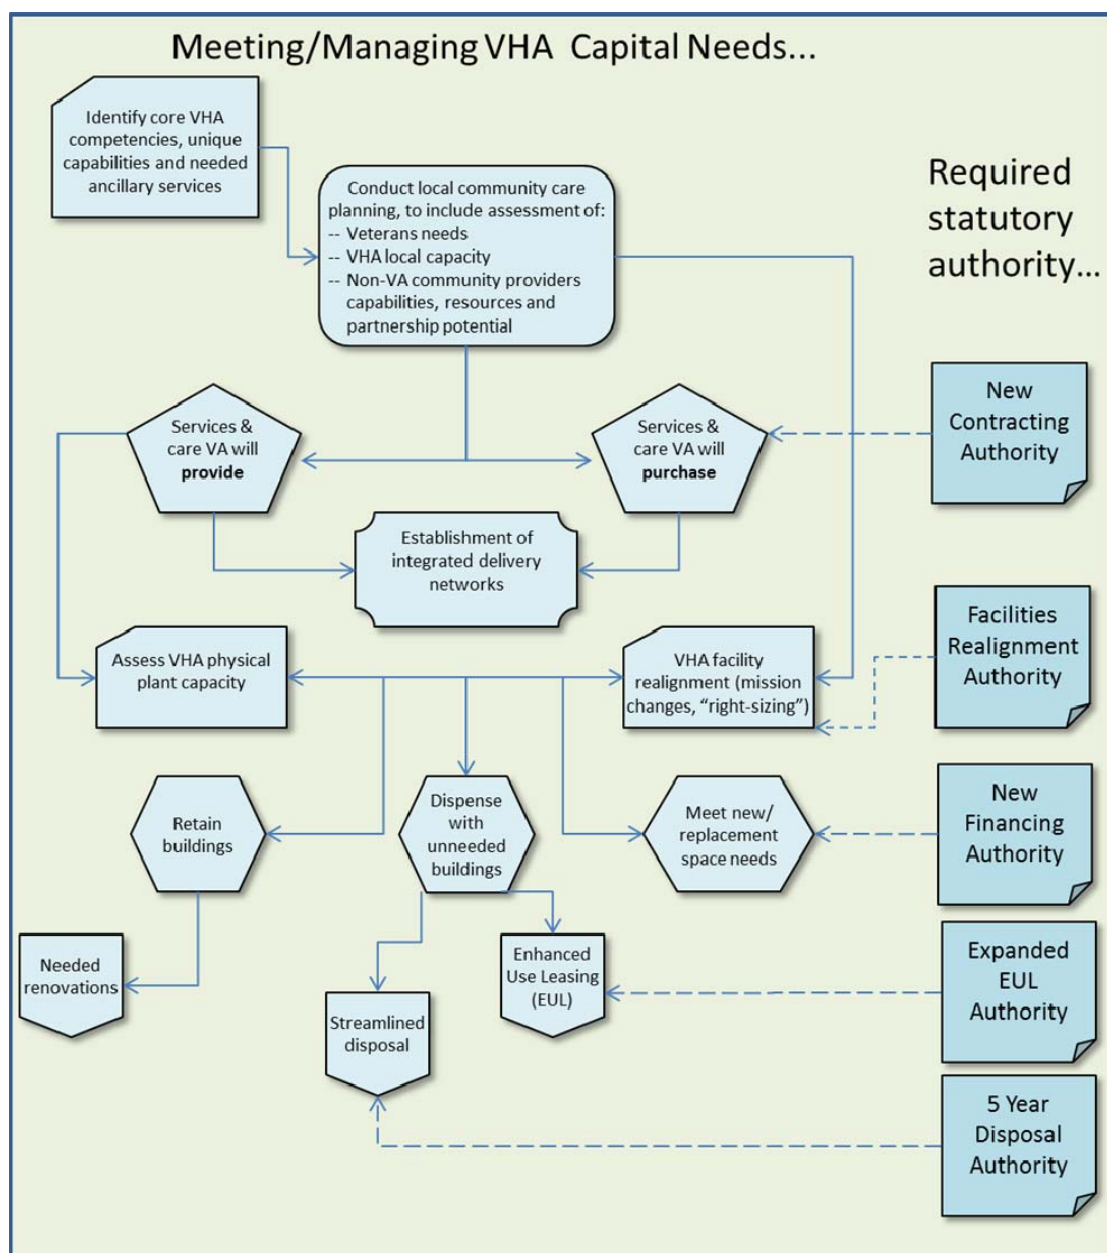 Meeting/Managing VHA Capital Needs...
Identify core VHA
competencies, unique
capabilities and needed
ancillary services
Conduct local community care
planning, to include assessment of:
-- Veterans needs
-- VHA local capacity
-- Non-VA community providers
capabilities, resources and
partnership potential
Required
statutory
authority...
Services &
care VA will
provide
Services &
care VA will
purchase
New
Contracting
Authority
Establishment of
integrated delivery
networks
Assess VHA physical
plant capacity
VHA facility
realignment (mission
changes, “right-sizing”)
Facilities
Realignment
Authority
Retain
buildings
Dispense
with
unneeded
buildings
Meet new/
replacement
space needs
New
Financing
Authority
Needed
renovations
Streamlined
disposal
Enhanced
Use Leasing
(EUL)
Expanded
EUL
Authority
5 Year
Disposal
Authority